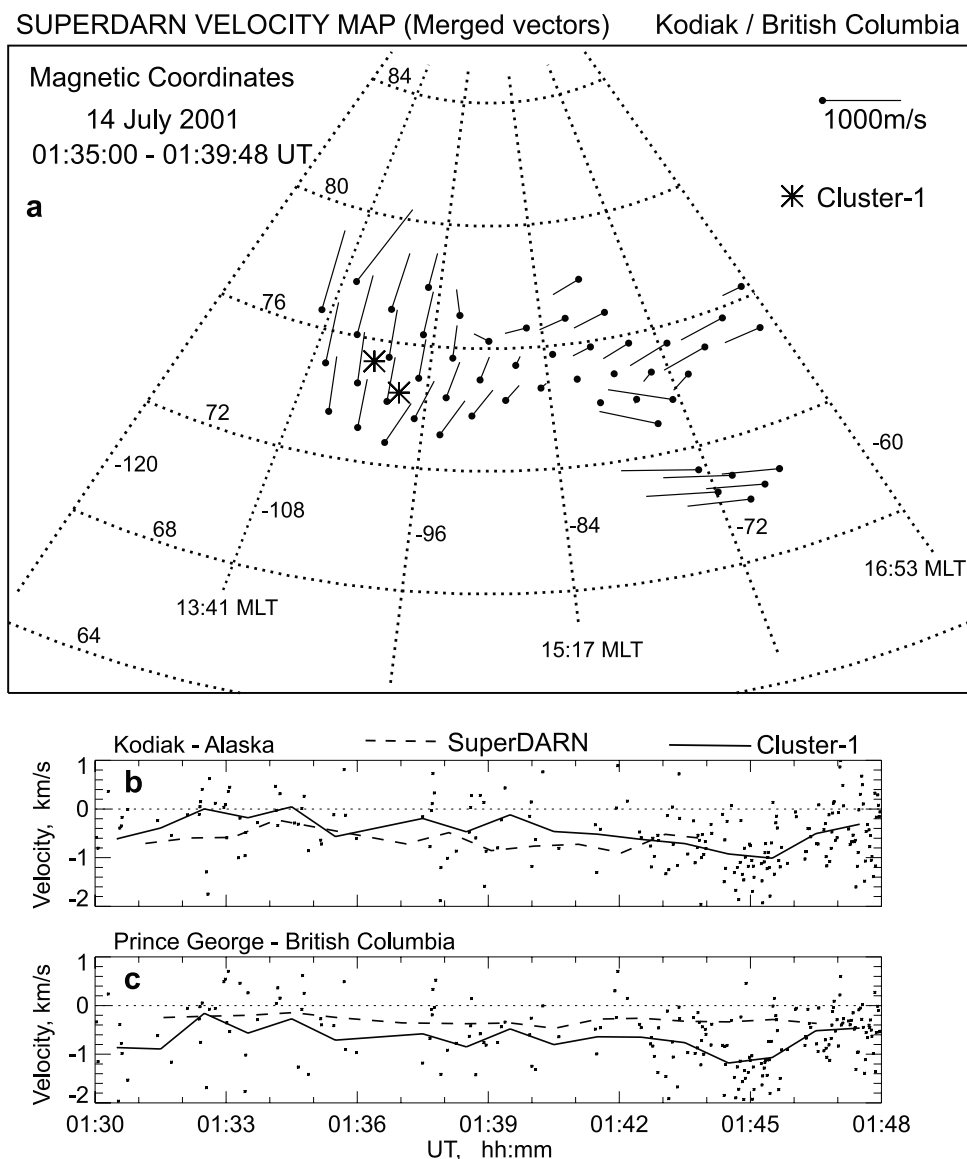 SUPERDARN VELOCITY MAP (Merged vectors) Kodiak / British Columbia
Magnetic Coordinates
14 July 2001
01:35:00 - 01:39:48 UT
a
1000m/s
Cluster-1
84
80
76
72
68
64
-120
-108
-96
-84
-72
-60
13:41 MLT
15:17 MLT
16:53 MLT
Kodiak - Alaska SuperDARN Cluster-1
b
Velocity, km/s
1
0
-1
-2
Prince George - British Columbia
c
Velocity, km/s
1
0
-1
-2
01:30 01:33 01:36 01:39 01:42 01:45 01:48
UT, hh:mm